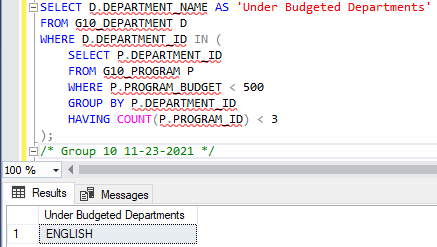 SELECT D.DEPARTMENT_NAME AS 'Under Budgeted Departments'
FROM G10_DEPARTMENT D
WHERE D.DEPARTMENT_ID IN (
SELECT P.DEPARTMENT_ID
FROM G10_PROGRAM P
WHERE P.PROGRAM_BUDGET < 500
GROUP BY P.DEPARTMENT_ID
HAVING COUNT(P.PROGRAM_ID) < 3
);
/* Group 10 11-23-2021 */
100 %
Results Messages
Under Budgeted Departments
1 ENGLISH